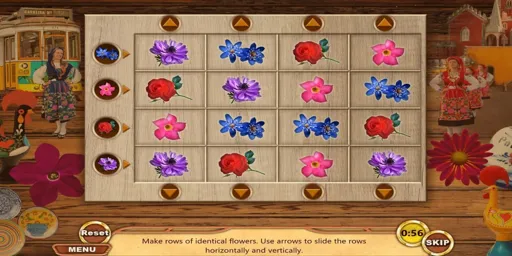 Reset
MENU
Make rows of identical flowers. Use arrows to slide the rows
horizontally and vertically.
0:56
SKIP